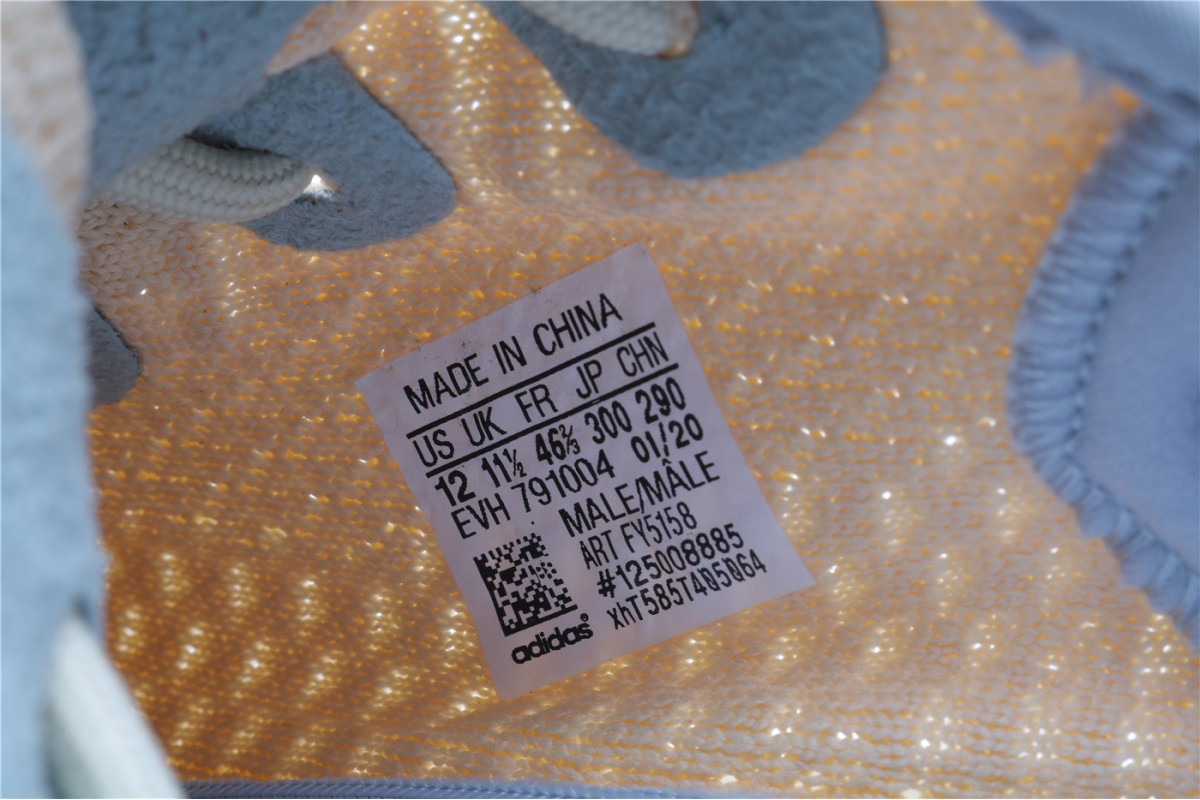 MADE IN CHINA
US UK FR JP CHN
12 11½ 46⅔ 300 290
EVH 791004 01/20
MALE/MÂLE
ART FY5158
#125008885
xhT585T4Q5Q64
adidas®